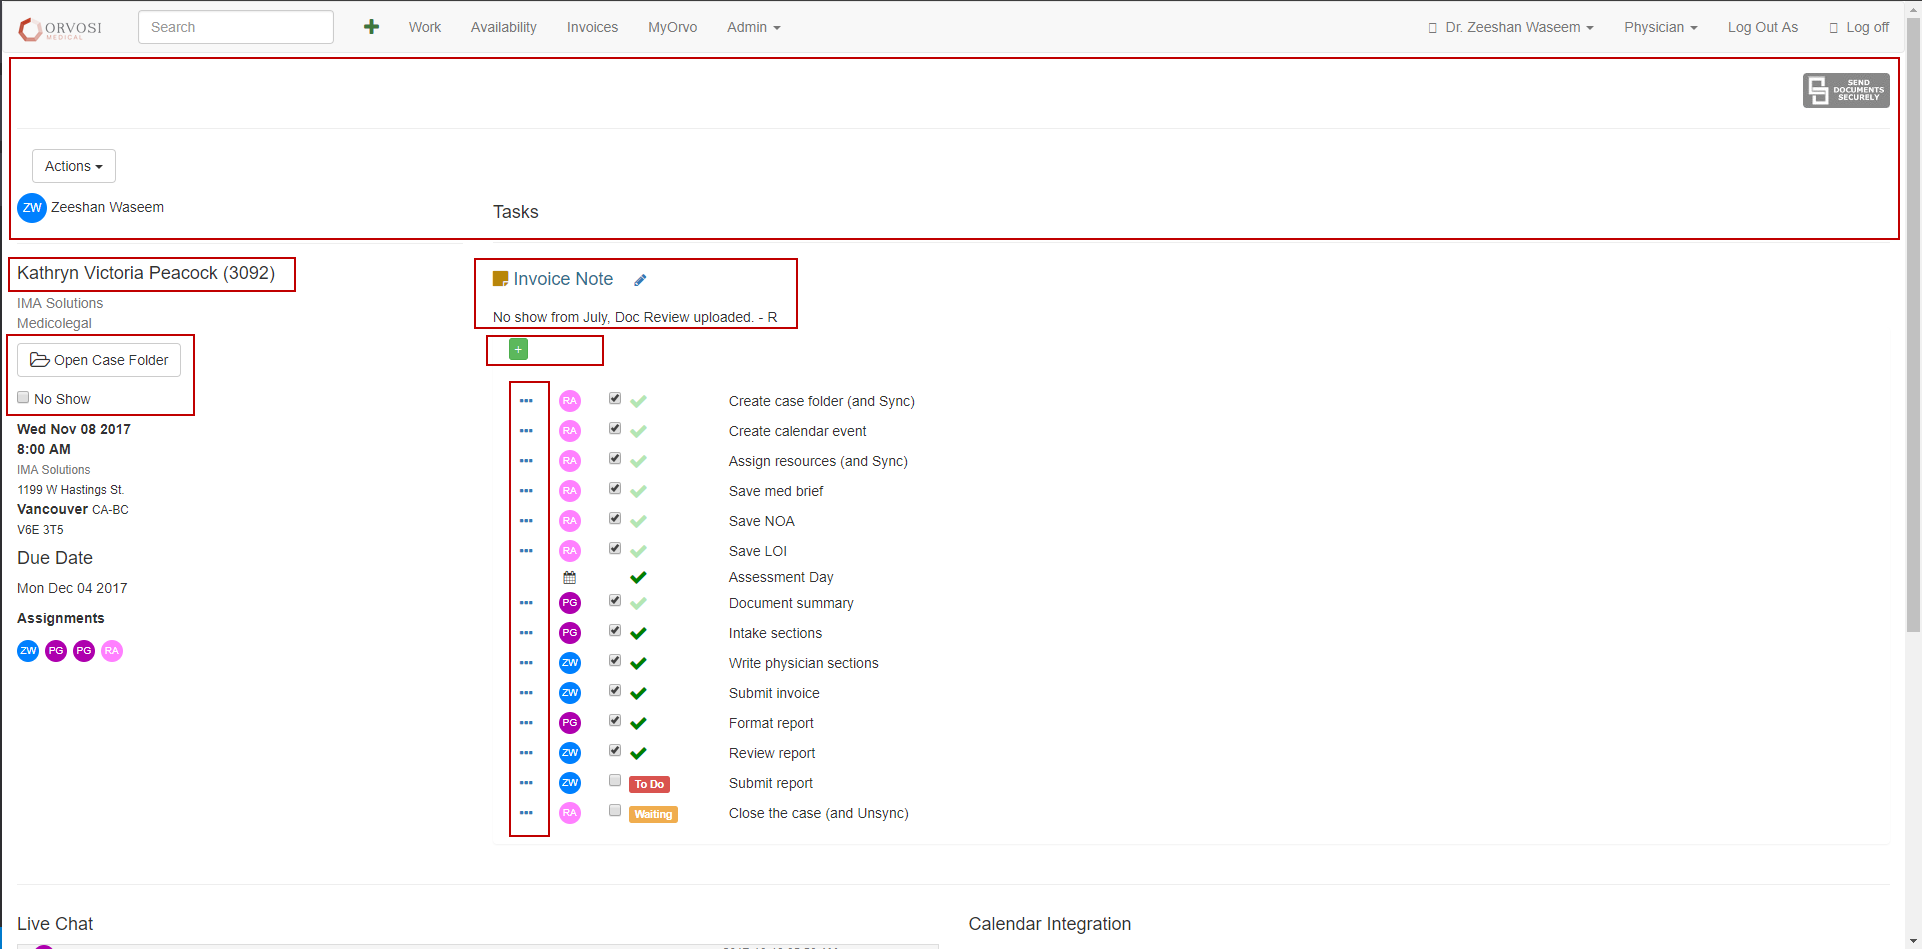 ORVOSI
MEDICAL
Search
Work
Availability
Invoices
MyOrvo
Admin
Dr. Zeeshan Waseem
Physician
Log Out As
Log off
SEND
DOCUMENTS
SECURELY
Actions
ZW Zeeshan Waseem
Tasks
Kathryn Victoria Peacock (3092)
IMA Solutions
Medicolegal
Open Case Folder
No Show
Wed Nov 08 2017
8:00 AM
IMA Solutions
1199 W Hastings St.
Vancouver CA-BC
V6E 3T5
Due Date
Mon Dec 04 2017
Assignments
ZW PG PG RA
Invoice Note
No show from July, Doc Review uploaded. - R
+
RA Create case folder (and Sync)
RA Create calendar event
RA Assign resources (and Sync)
RA Save med brief
RA Save NOA
RA Save LOI
Assessment Day
PG Document summary
PG Intake sections
ZW Write physician sections
ZW Submit invoice
PG Format report
ZW Review report
ZW To Do Submit report
RA Waiting Close the case (and Unsync)
Live Chat
Calendar Integration